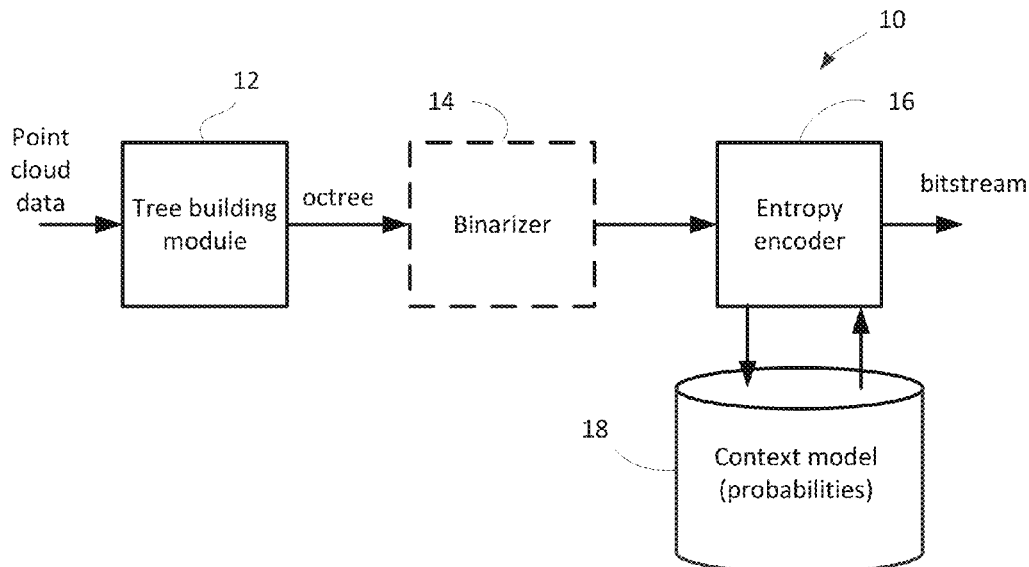 10
12
14
16
Point
cloud
data
Tree building
module
octree
Binarizer
Entropy
encoder
bitstream
18
Context model
(probabilities)